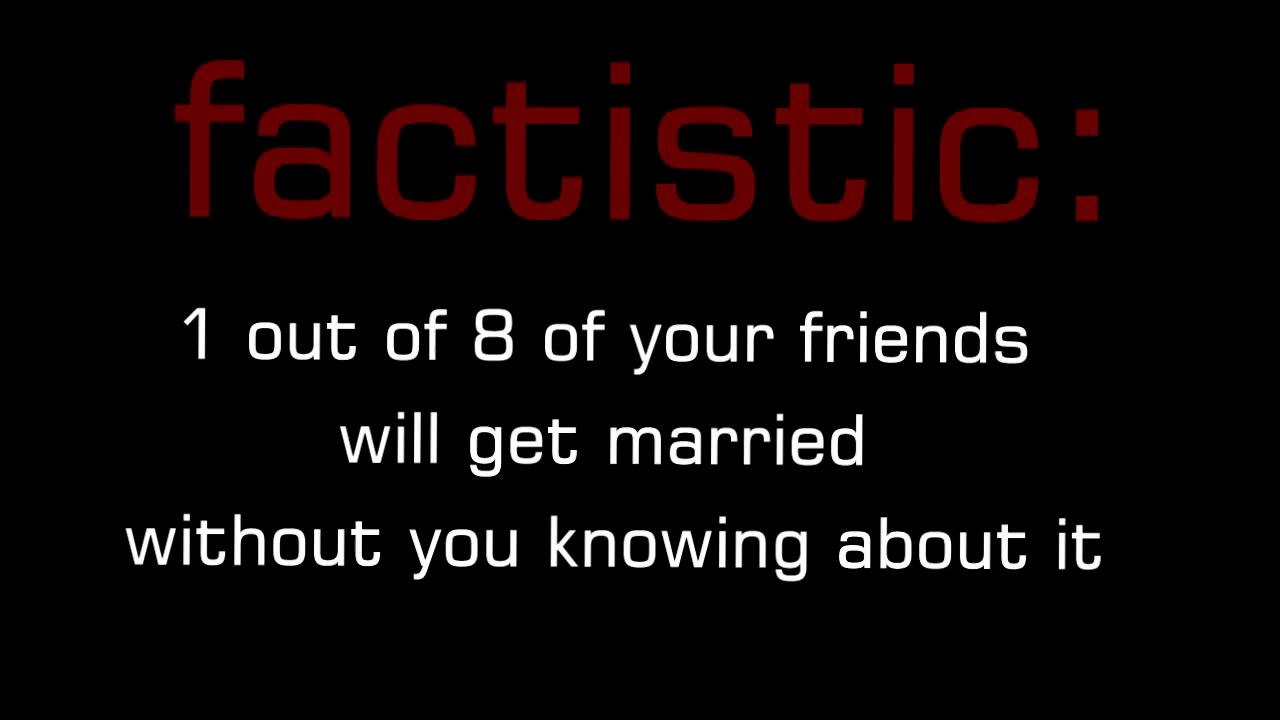 factistic:
1 out of 8 of your friends
will get married
without you knowing about it